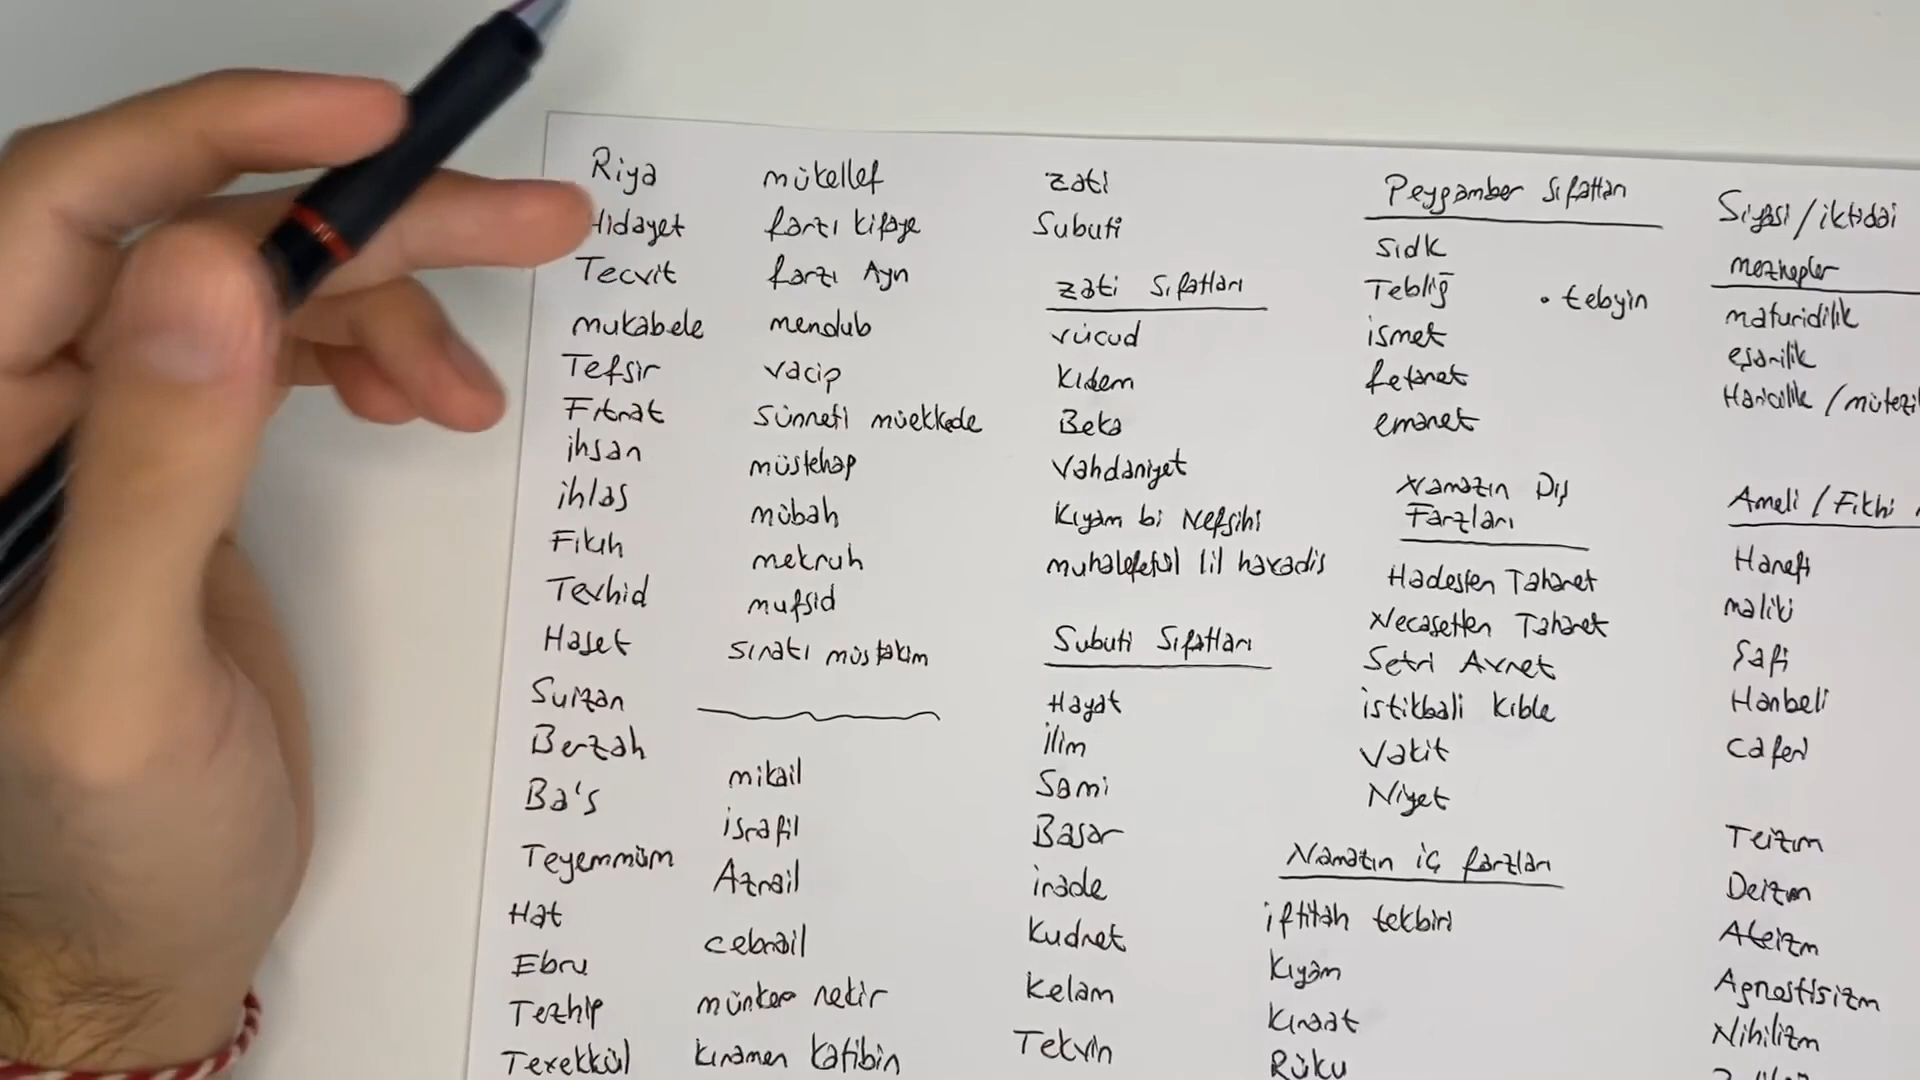 Riya
Hidayet
Tecvit
mukabele
Tefsir
Fıtrat
ihsan
ihlas
Fıkıh
Tevhid
Haset
Suizan
Berzah
Ba's
Teyemmüm
Hat
Ebru
Tezhip
Tevekkül
mükellef
farzı kifaye
farzı Ayn
mendub
vacip
Sünneti müekkede
müstehap
mübah
mekruh
mufsid
sıratı müstakim
mikail
israfil
Azrail
cebrail
münker nekir
kiramen katibin
zati
Subuti
zati sıfatları
vücud
Kıdem
Beka
Vahdaniyet
Kıyam bi Nefsihi
muhalefetül lil havadis
Subuti Sıfatları
Hayat
ilim
Sami
Basar
irade
Kudret
Kelam
Tekvin
Peygamber Sıfatları
Sıdk
Tebliğ
• tebyin
ismet
fetanet
emanet
Namazın Dış
Farzları
Hadesten Taharet
Necasetten Taharet
Setri Avret
istikbali kıble
Vakit
Niyet
Namazın iç farzları
iftitah tekbiri
Kıyam
Kıraat
Rüku
Siyasi / iktidai
mezhepler
maturidilik
eşarilik
Haricilik /
Ameli / Fıkhi
Hanefi
maliki
Şafi
Hanbeli
caferi
Teizm
Deizm
Ateizm
Agnostisizm
Nihilizm